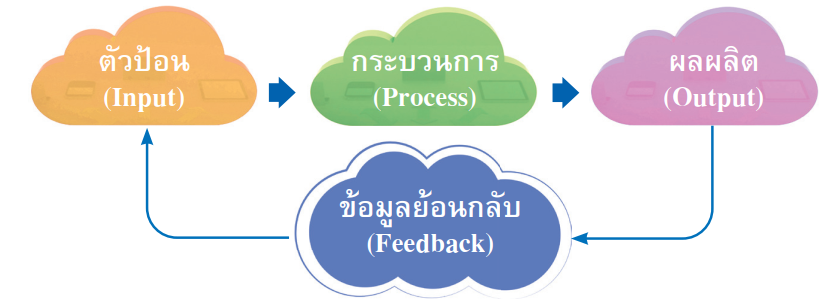 ตัวป้อน
(Input)
กระบวนการ
(Process)
ผลผลิต
(Output)
ข้อมูลย้อนกลับ
(Feedback)